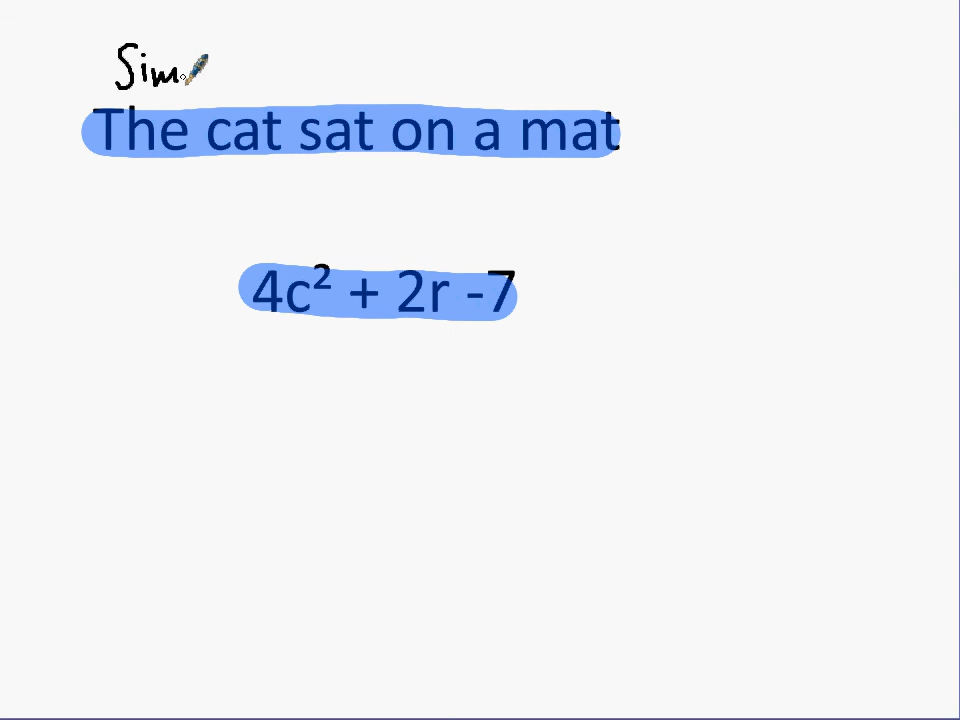 Sim
The cat sat on a mat
4c² + 2r -7